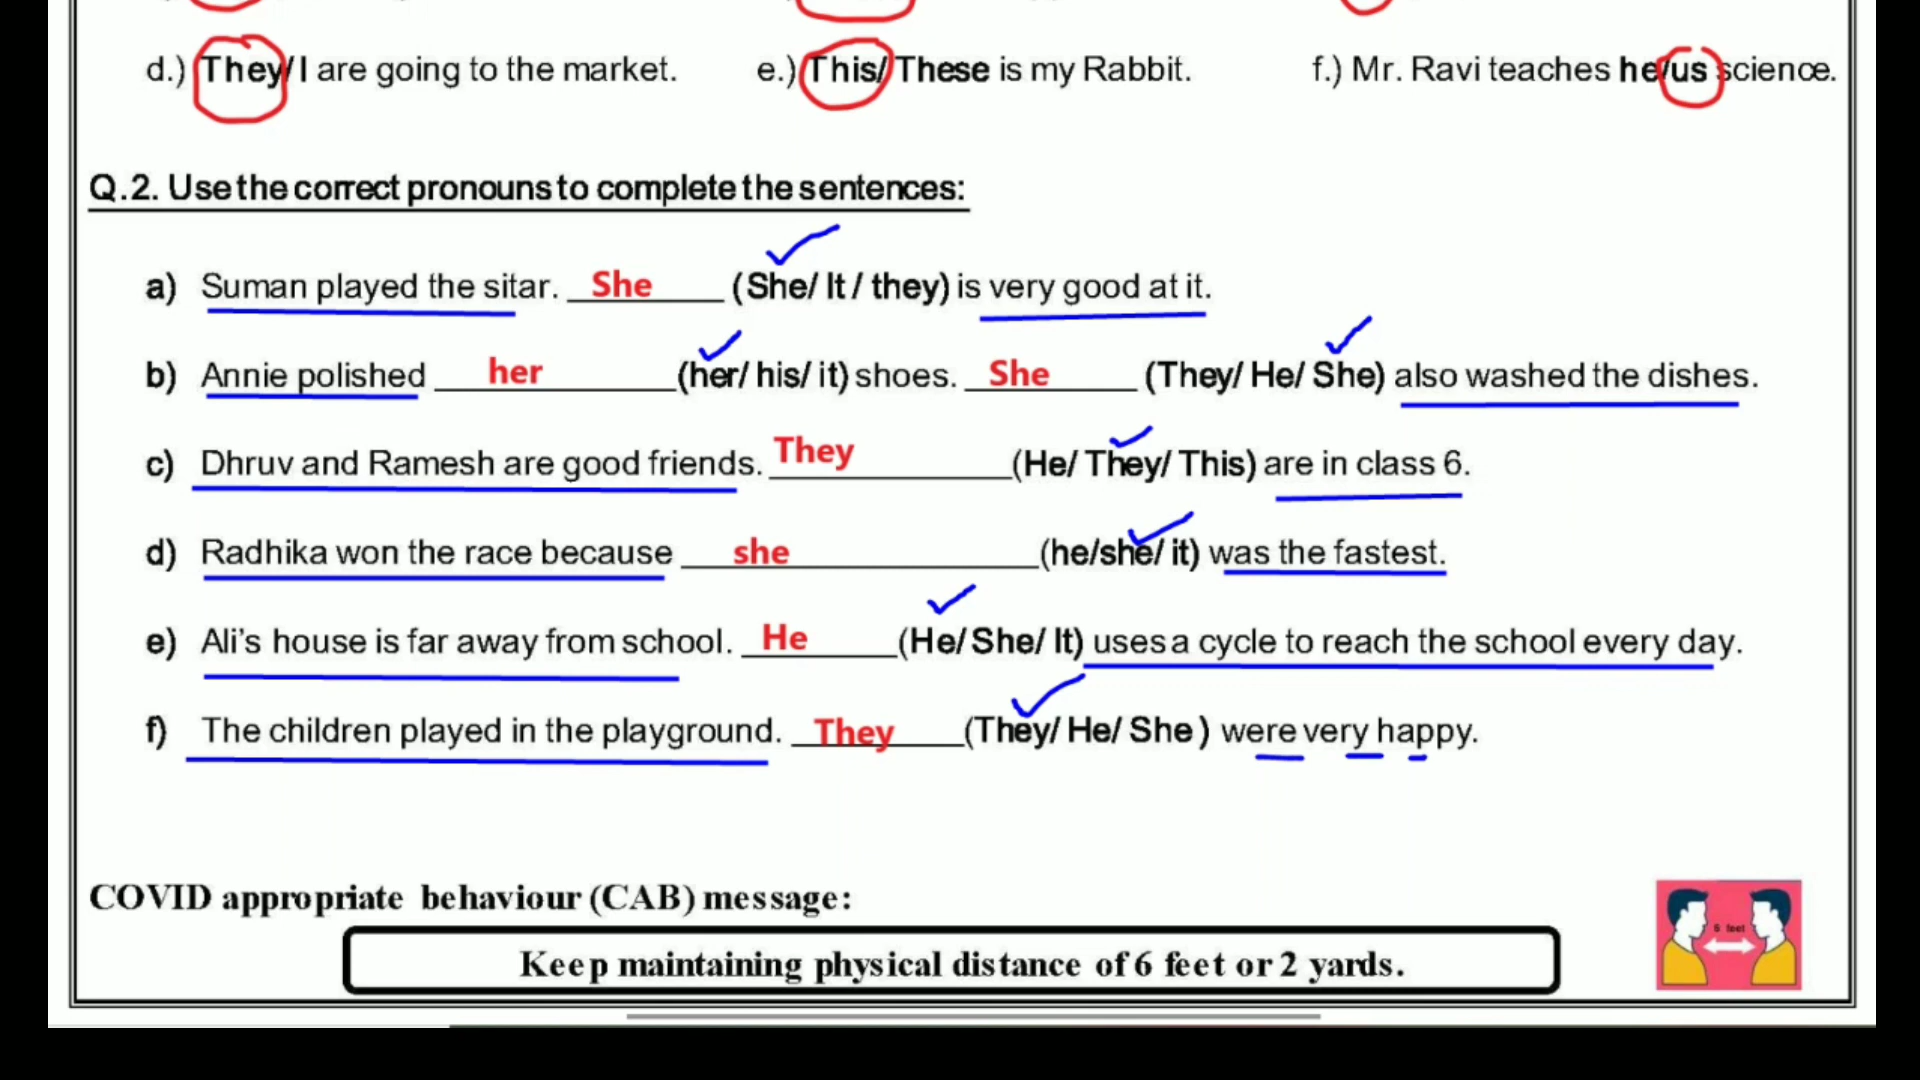 d.) They/ I are going to the market. e.) This/ These is my Rabbit. f.) Mr. Ravi teaches he/us science.
Q.2. Use the correct pronouns to complete the sentences:
a) Suman played the sitar. She (She/ It / they) is very good at it.
b) Annie polished her (her/ his/ it) shoes. She (They/ He/ She) also washed the dishes.
c) Dhruv and Ramesh are good friends. They (He/ They/ This) are in class 6.
d) Radhika won the race because she (he/she/ it) was the fastest.
e) Ali's house is far away from school. He (He/ She/ It) uses a cycle to reach the school every day.
f) The children played in the playground. They (They/ He/ She ) were very happy.
COVID appropriate behaviour (CAB) message:
6 feet
Keep maintaining physical distance of 6 feet or 2 yards.